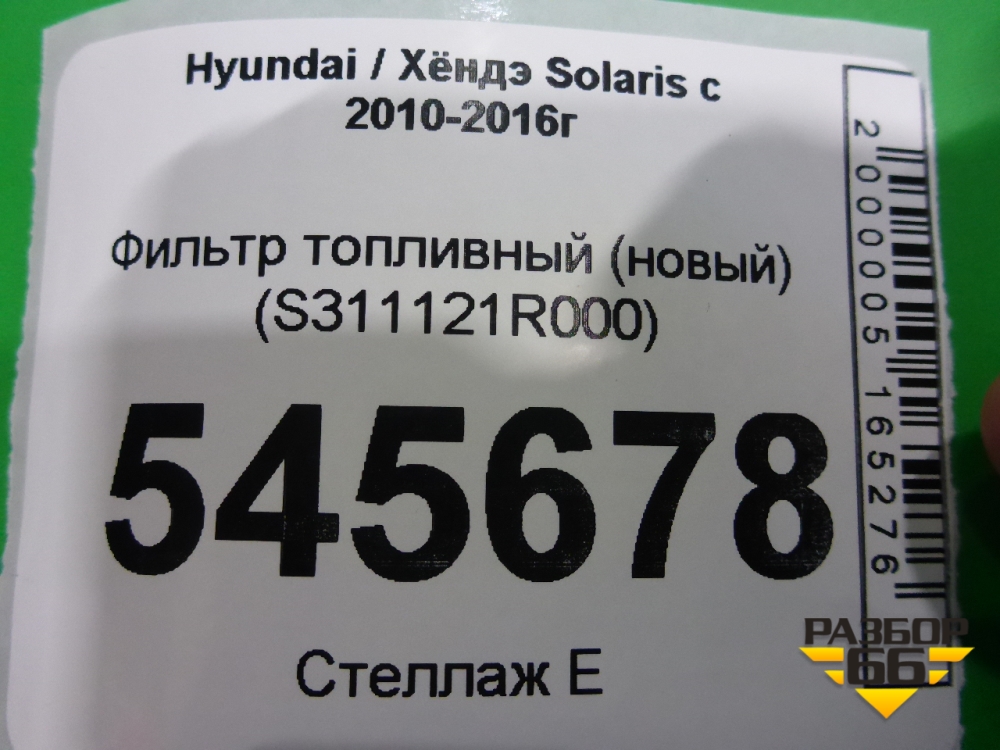 Hyundai / Хёндэ Solaris с
2010-2016г
Фильтр топливный (новый)
(S311121R000)
545678
Стеллаж Е
2000005165276
РАЗБОР
66